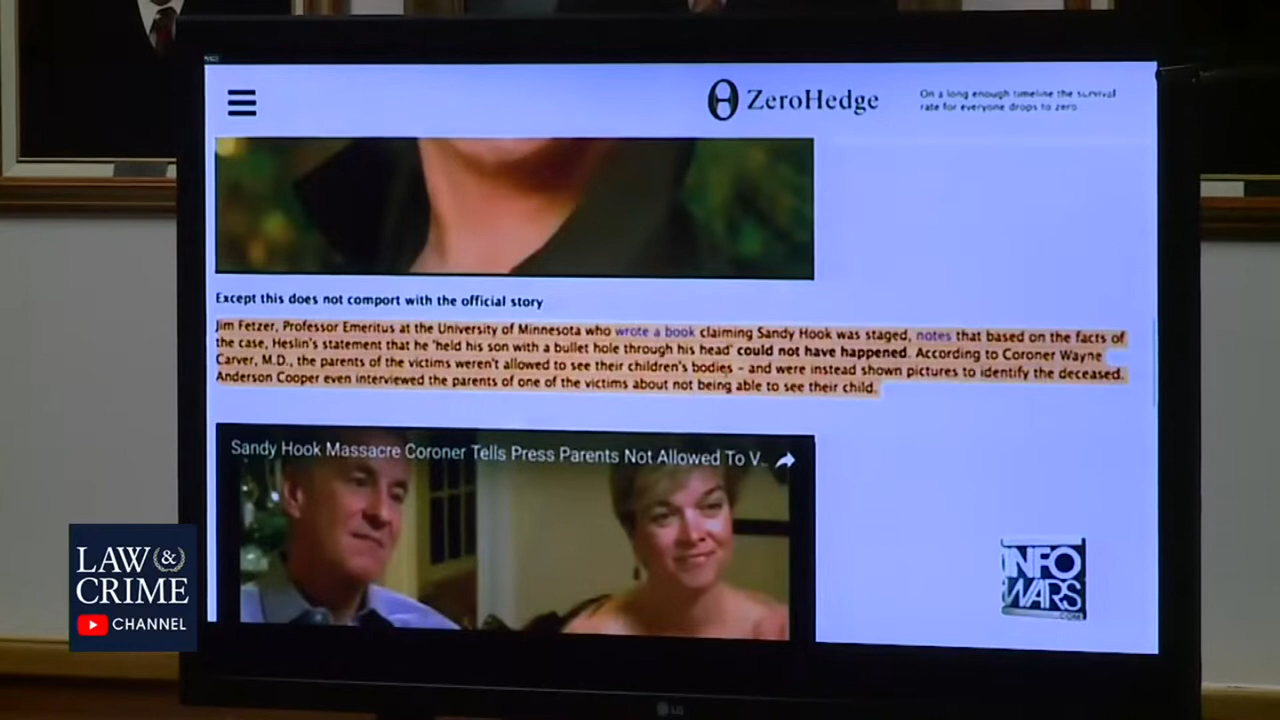 ZeroHedge
On a long enough timeline the survival
rate for everyone drops to zero
Except this does not comport with the official story
Jim Fetzer, Professor Emeritus at the University of Minnesota who wrote a book claiming Sandy Hook was staged, notes that based on the facts of
the case, Heslin's statement that he 'held his son with a bullet hole through his head' could not have happened. According to Coroner Wayne
Carver, M.D., the parents of the victims weren't allowed to see their children's bodies - and were instead shown pictures to identify the deceased.
Anderson Cooper even interviewed the parents of one of the victims about not being able to see their child.
Sandy Hook Massacre Coroner Tells Press Parents Not Allowed To V...
INFO
WARS
.COM
LAW &
CRIME
CHANNEL
LG